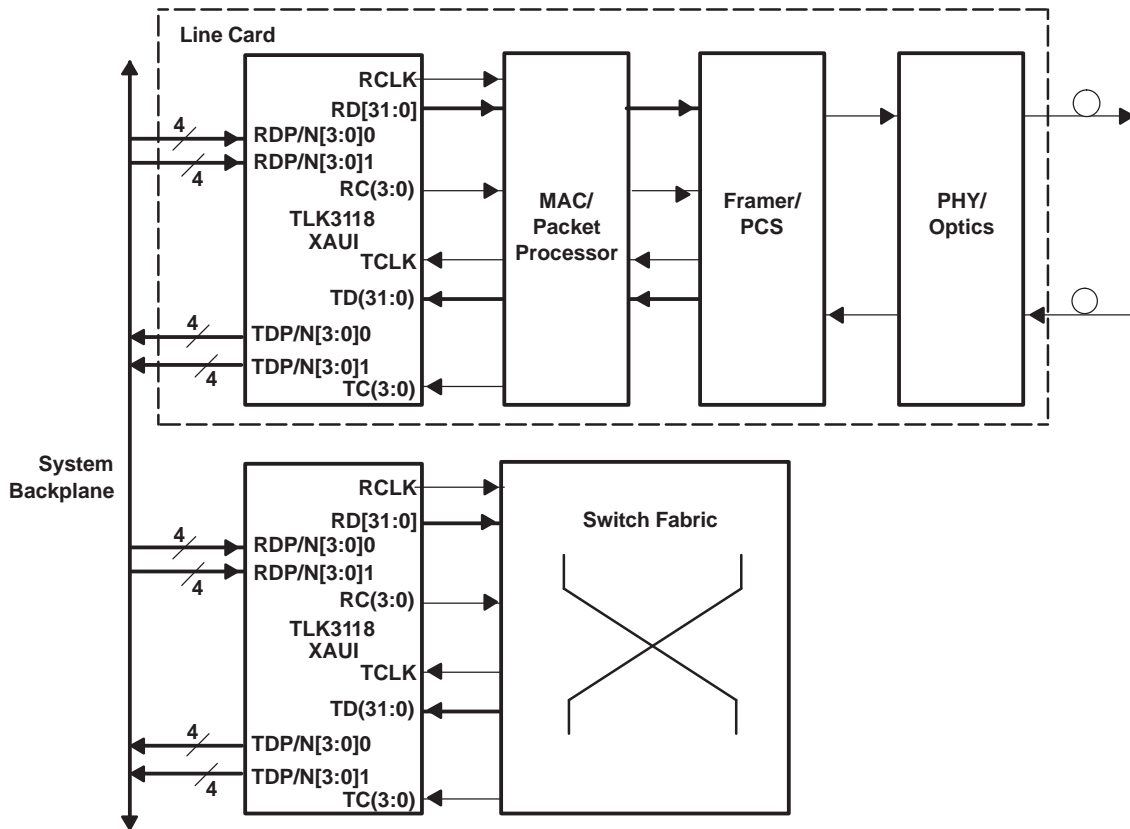 Line Card
RCLK
RD[31:0]
4
RDP/N[3:0]0
RDP/N[3:0]1
4
RC(3:0)
TLK3118
XAUI
TCLK
TD(31:0)
4
TDP/N[3:0]0
TDP/N[3:0]1
4
TC(3:0)
MAC/
Packet
Processor
Framer/
PCS
PHY/
Optics
System
Backplane
RCLK
RD[31:0]
4
RDP/N[3:0]0
RDP/N[3:0]1
4
RC(3:0)
TLK3118
XAUI
TCLK
TD(31:0)
4
TDP/N[3:0]0
TDP/N[3:0]1
4
TC(3:0)
Switch Fabric